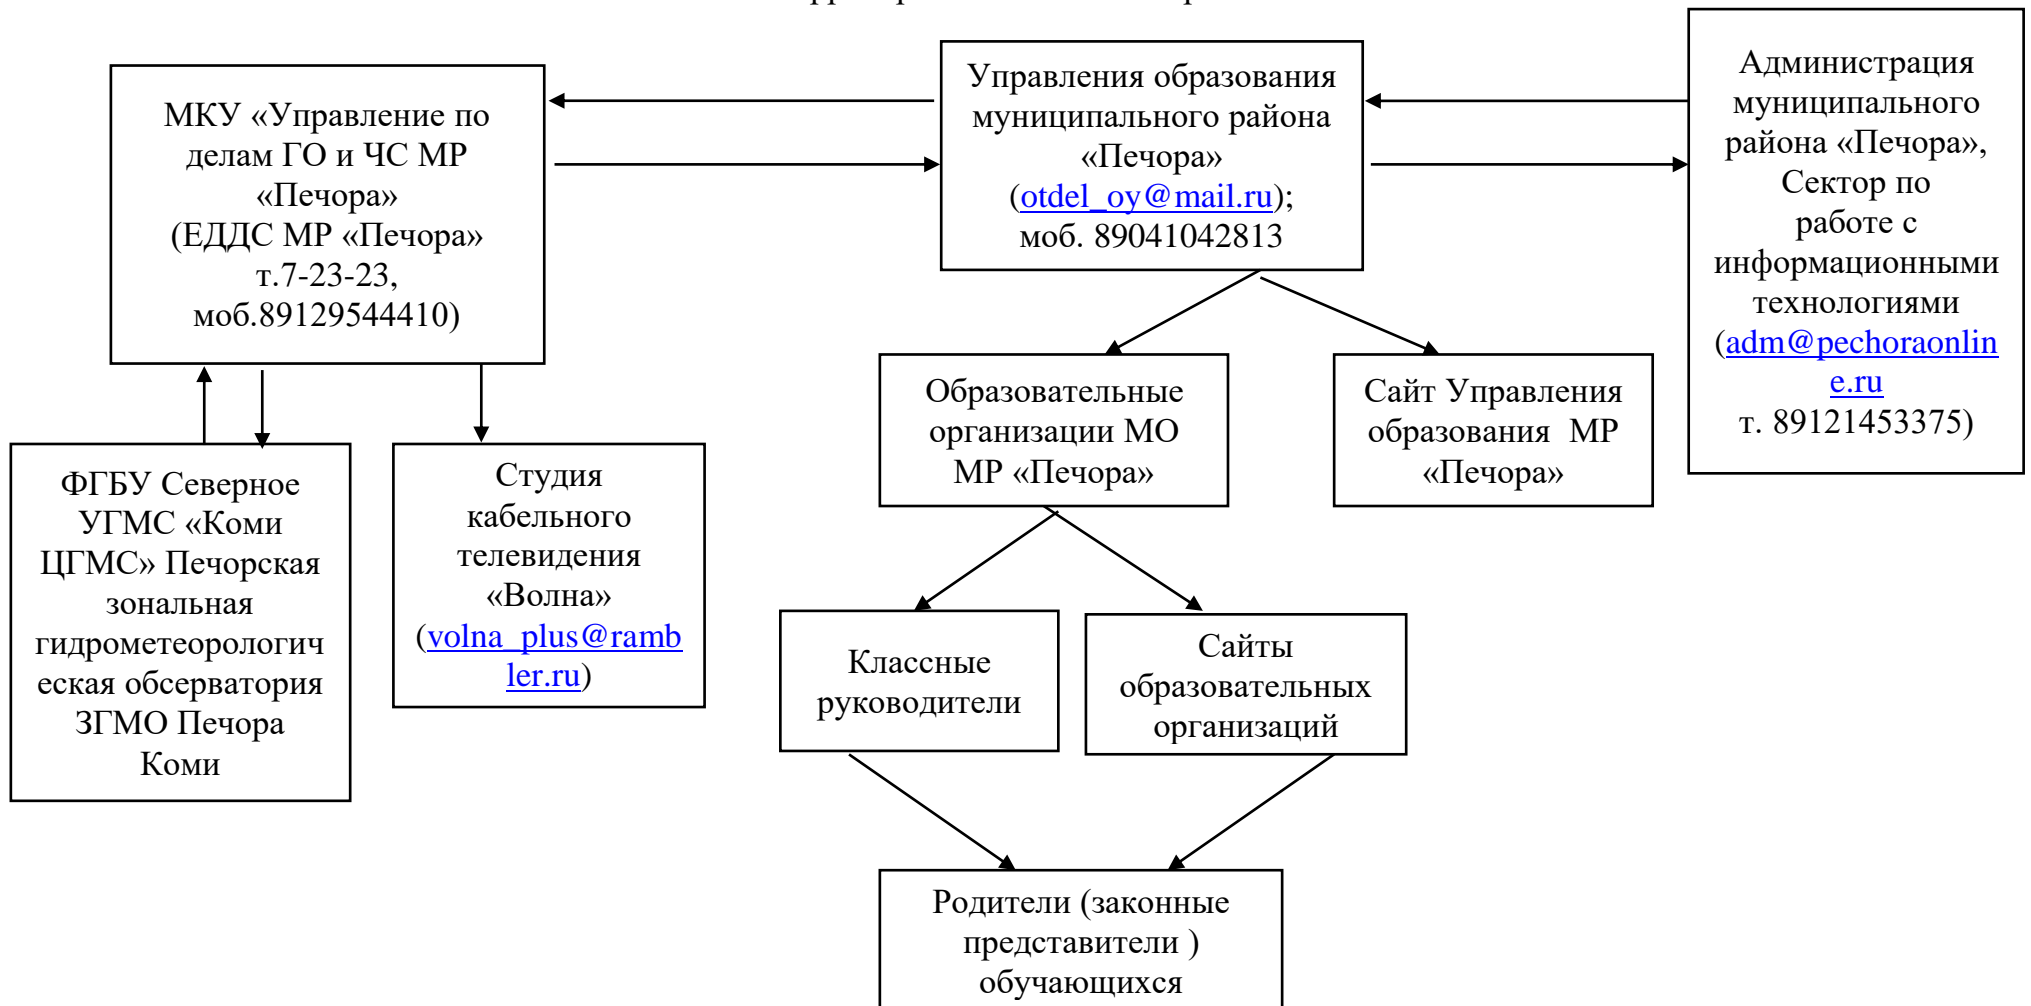 МКУ «Управление по
делам ГО и ЧС МР
«Печора»
(ЕДДС МР «Печора»
т.7-23-23,
моб.89129544410)
Управления образования
муниципального района
«Печора»
(otdel_oy@mail.ru);
моб. 89041042813
Администрация
муниципального
района «Печора»,
Сектор по
работе с
информационными
технологиями
(adm@pechoraonlin
e.ru
т. 89121453375)
ФГБУ Северное
УГМС «Коми
ЦГМС» Печорская
зональная
гидрометеорологич
еская обсерватория
ЗГМО Печора
Коми
Студия
кабельного
телевидения
«Волна»
(volna_plus@ramb
ler.ru)
Образовательные
организации МО
МР «Печора»
Сайт Управления
образования МР
«Печора»
Классные
руководители
Сайты
образовательных
организаций
Родители (законные
представители )
обучающихся